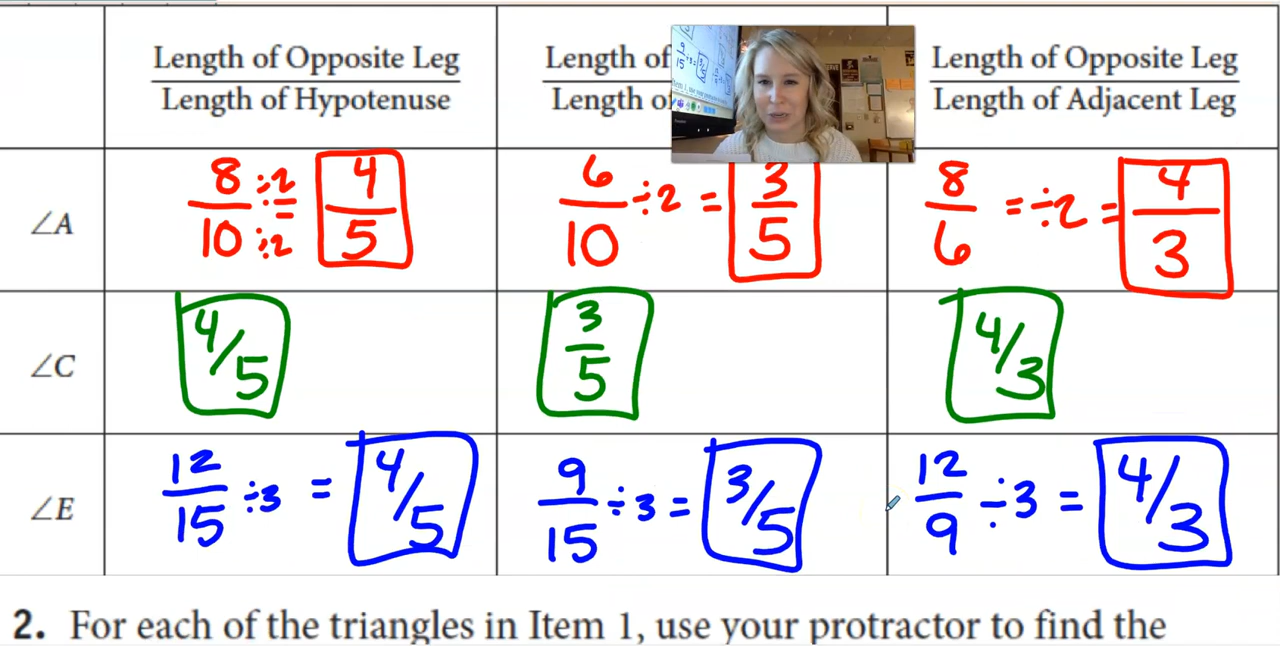 Length of Opposite Leg
Length of Hypotenuse
Length of
Length of
Length of Opposite Leg
Length of Adjacent Leg
∠A
8 ÷2
=
10 ÷2
4
5
6
10
÷2 =
3
5
8
6
= ÷2 =
4
3
∠C
4/5
3
5
4/3
∠E
12
15
÷3 = 4/5
9
15
÷3 = 3/5
12
9
÷3 = 4/3
2. For each of the triangles in Item 1, use your protractor to find the